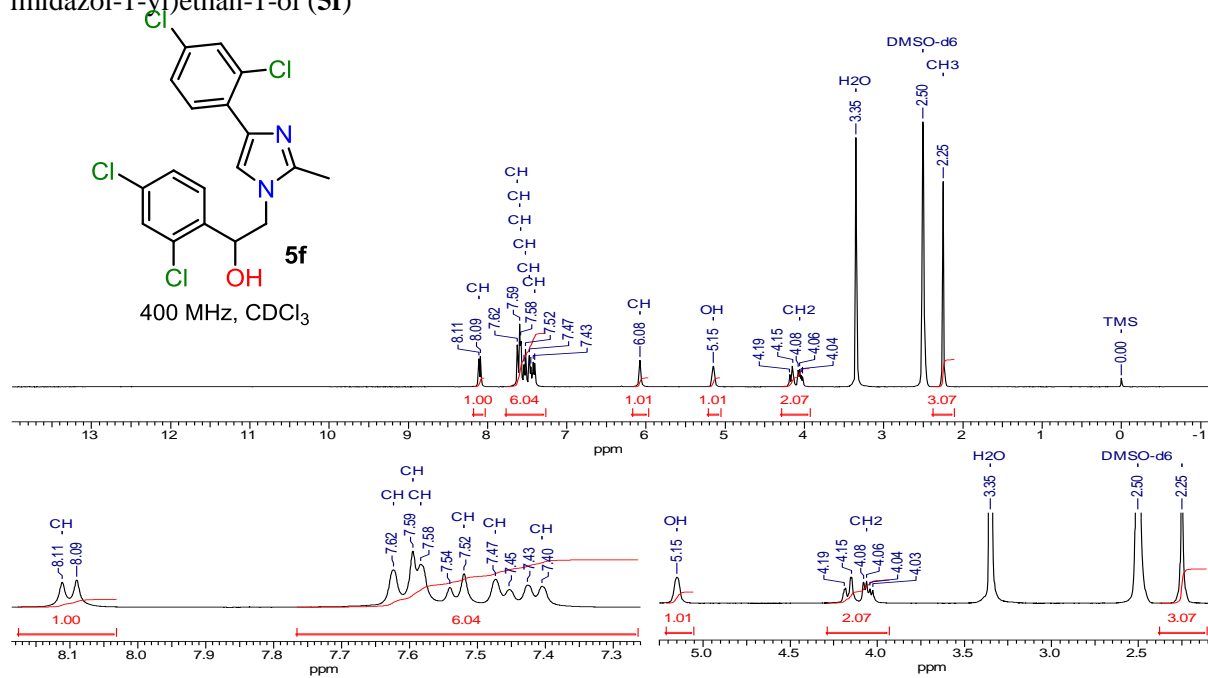 imidazol-1-yl)ethan-1-ol (5f)
Cl
Cl
N
Cl
N
5f
Cl
OH
400 MHz, CDCl3
DMSO-d6
CH3
H2O
3.35
2.50
2.25
CH
CH
CH
CH
CH
CH
CH
CH
OH
CH2
TMS
8.11
8.09
7.62
7.59
7.58
7.52
7.47
7.43
6.08
5.15
4.19
4.15
4.08
4.06
4.04
0.00
1.00
6.04
1.01
1.01
2.07
3.07
13 12 11 10 9 8 7 6 5 4 3 2 1 0 -1
ppm
CH
CH CH
CH
CH
CH
CH
8.11
8.09
7.62
7.59
7.58
7.54
7.52
7.47
7.45
7.43
7.40
1.00
6.04
8.1 8.0 7.9 7.8 7.7 7.6 7.5 7.4 7.3
ppm
H2O
DMSO-d6
OH
CH2
5.15
4.19
4.15
4.08
4.06
4.04
4.03
3.35
2.50
2.25
1.01
2.07
3.07
5.0 4.5 4.0 3.5 3.0 2.5
ppm